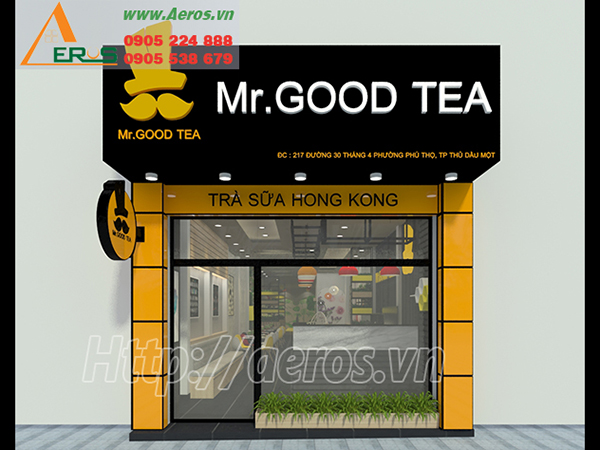 www.Aeros.vn
AEROS
0905 224 888
0905 538 679
Mr.GOOD TEA
Mr.GOOD TEA
ĐC : 217 ĐƯỜNG 30 THÁNG 4 PHƯỜNG PHÚ THỌ, TP THỦ DẦU MỘT
TRÀ SỮA HONG KONG
Mr.GOOD TEA
Http://aeros.vn